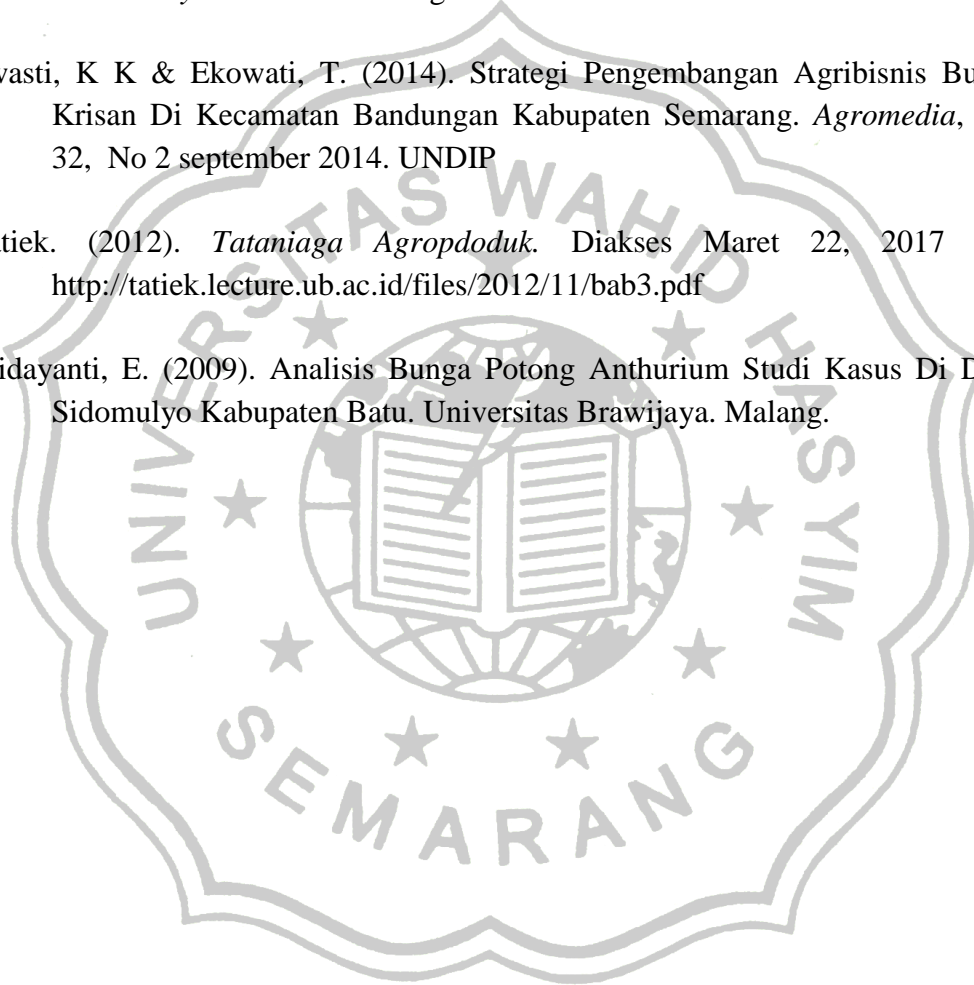 vasti, K K & Ekowati, T. (2014). Strategi Pengembangan Agribisnis Bu
Krisan Di Kecamatan Bandungan Kabupaten Semarang. Agromedia,
32, No 2 september 2014. UNDIP
tiek. (2012). Tataniaga Agropdoduk. Diakses Maret 22, 2017
http://tatiek.lecture.ub.ac.id/files/2012/11/bab3.pdf
idayanti, E. (2009). Analisis Bunga Potong Anthurium Studi Kasus Di D
Sidomulyo Kabupaten Batu. Universitas Brawijaya. Malang.
UNIVERSITAS WAHID HASYIM
SEMARANG